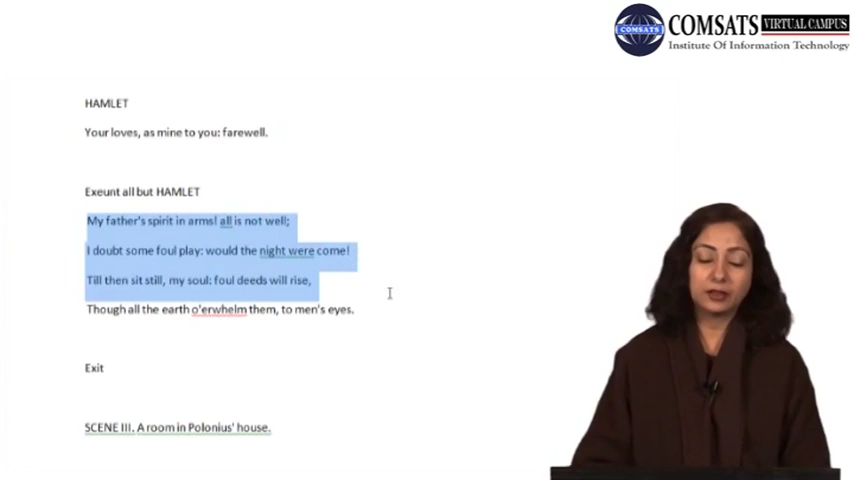 COMSATS VIRTUAL CAMPUS
COMSATS
Institute Of Information Technology
HAMLET
Your loves, as mine to you: farewell.
Exeunt all but HAMLET
My father's spirit in arms! all is not well;
I doubt some foul play: would the night were come!
Till then sit still, my soul: foul deeds will rise,
Though all the earth o'erwhelm them, to men's eyes.
Exit
SCENE III. A room in Polonius' house.